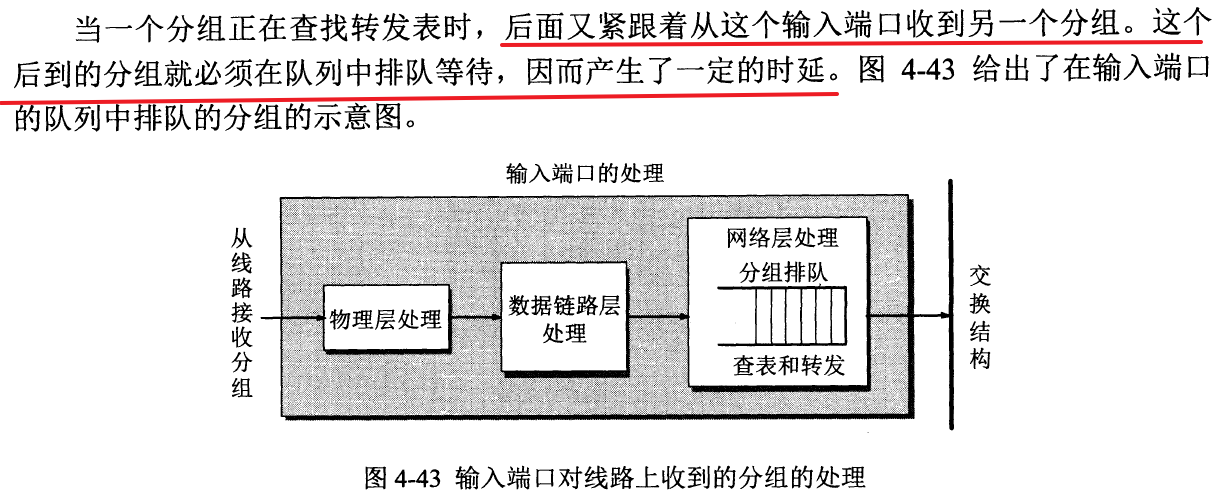 当一个分组正在查找转发表时，后面又紧跟着从这个输入端口收到另一个分组。这个
后到的分组就必须在队列中排队等待，因而产生了一定的时延。图 4-43 给出了在输入端口
的队列中排队的分组的示意图。
输入端口的处理
从线路接收分组
物理层处理
数据链路层
处理
网络层处理
分组排队
查表和转发
交换结构
图 4-43 输入端口对线路上收到的分组的处理